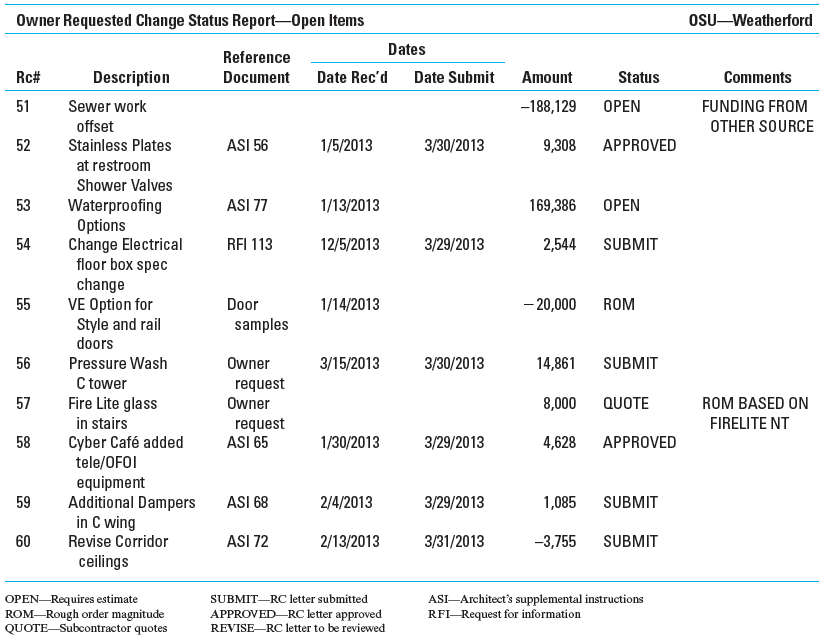 Owner Requested Change Status Report—Open Items OSU—Weatherford
Dates
Reference
Rc# Description Document Date Rec'd Date Submit Amount Status Comments
51 Sewer work –188,129 OPEN FUNDING FROM
offset OTHER SOURCE
52 Stainless Plates ASI 56 1/5/2013 3/30/2013 9,308 APPROVED
at restroom
Shower Valves
53 Waterproofing ASI 77 1/13/2013 169,386 OPEN
Options
54 Change Electrical RFI 113 12/5/2013 3/29/2013 2,544 SUBMIT
floor box spec
change
55 VE Option for Door 1/14/2013 – 20,000 ROM
Style and rail samples
doors
56 Pressure Wash Owner 3/15/2013 3/30/2013 14,861 SUBMIT
C tower request
57 Fire Lite glass Owner 8,000 QUOTE ROM BASED ON
in stairs request FIRELITE NT
58 Cyber Café added ASI 65 1/30/2013 3/29/2013 4,628 APPROVED
tele/OFOI
equipment
59 Additional Dampers ASI 68 2/4/2013 3/29/2013 1,085 SUBMIT
in C wing
60 Revise Corridor ASI 72 2/13/2013 3/31/2013 –3,755 SUBMIT
ceilings
OPEN—Requires estimate SUBMIT—RC letter submitted ASI—Architect's supplemental instructions
ROM—Rough order magnitude APPROVED—RC letter approved RFI—Request for information
QUOTE—Subcontractor quotes REVISE—RC letter to be reviewed